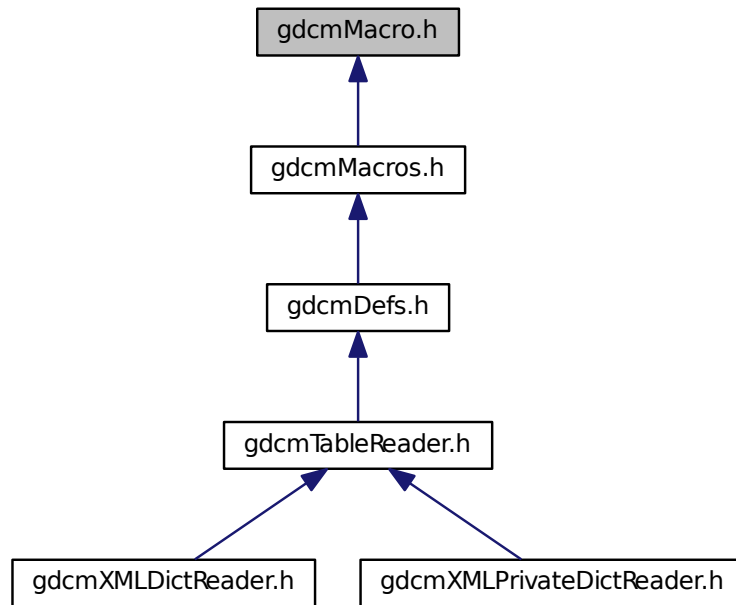 gdcmMacro.h
gdcmMacros.h
gdcmDefs.h
gdcmTableReader.h
gdcmXMLDictReader.h
gdcmXMLPrivateDictReader.h